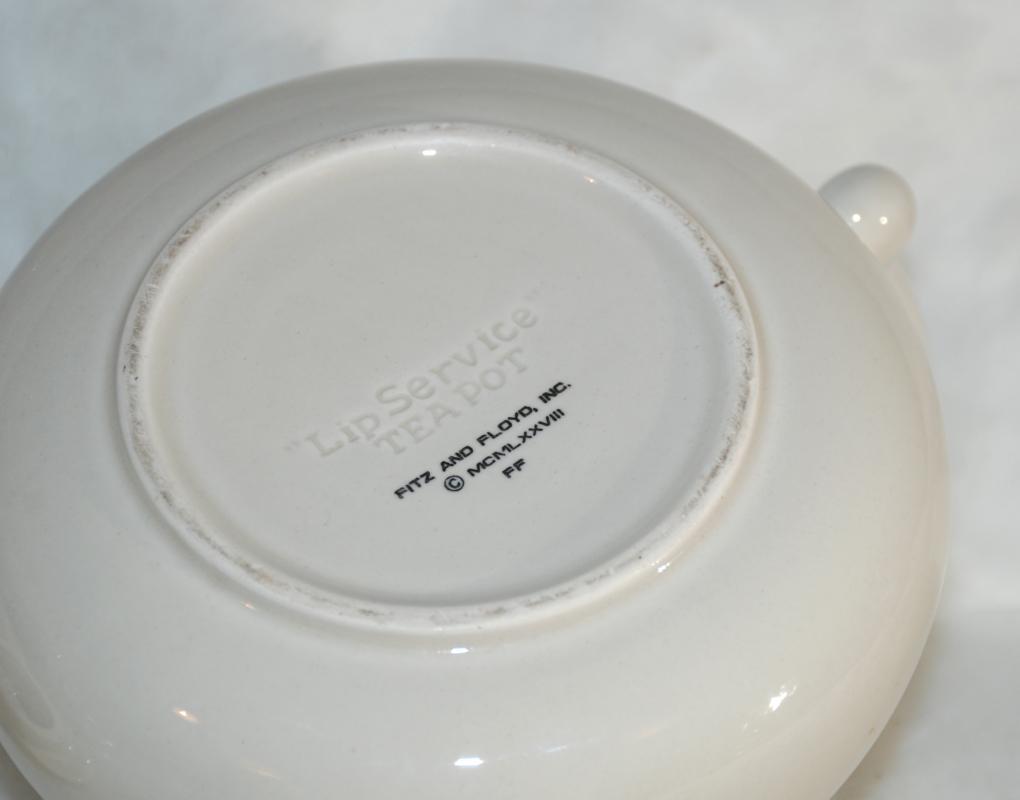 "Lip Service"
TEA POT
FITZ AND FLOYD, INC.
© MCMLXXVIII
FF